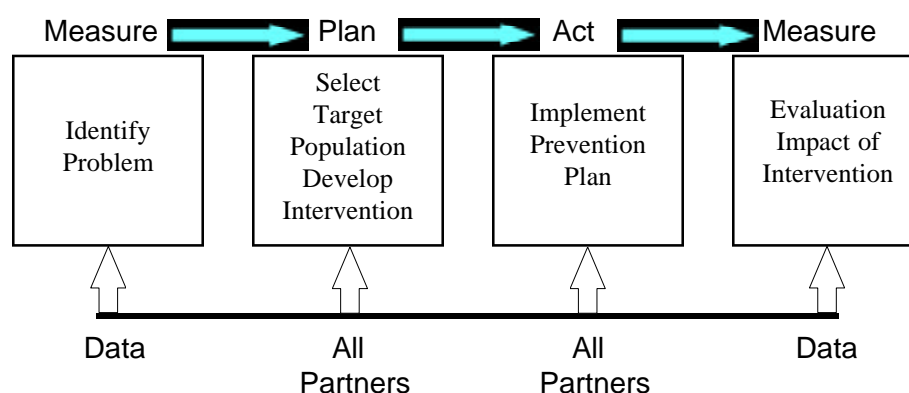 Measure Plan Act Measure
Identify
Problem
Select
Target
Population
Develop
Intervention
Implement
Prevention
Plan
Evaluation
Impact of
Intervention
Data
All
Partners
All
Partners
Data